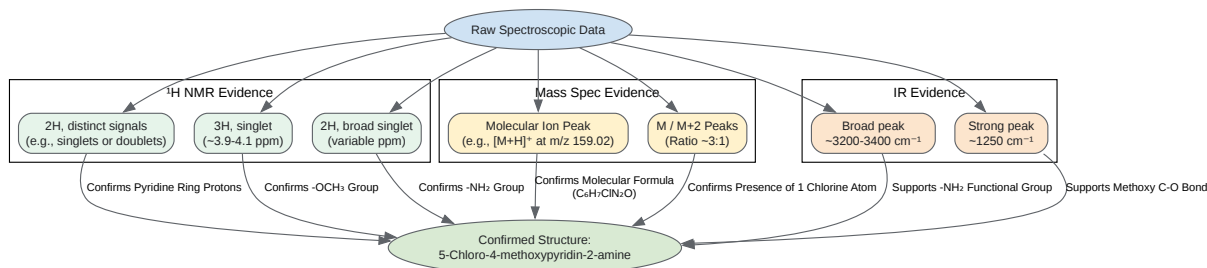 Raw Spectroscopic Data
¹H NMR Evidence
Mass Spec Evidence
IR Evidence
2H, distinct signals
(e.g., singlets or doublets)
3H, singlet
(~3.9-4.1 ppm)
2H, broad singlet
(variable ppm)
Molecular Ion Peak
(e.g., [M+H]⁺ at m/z 159.02)
M / M+2 Peaks
(Ratio ~3:1)
Broad peak
~3200-3400 cm⁻¹
Strong peak
~1250 cm⁻¹
Confirms Pyridine Ring Protons
Confirms -OCH₃ Group
Confirms -NH₂ Group
Confirms Molecular Formula
(C₆H₇ClN₂O)
Confirms Presence of 1 Chlorine Atom
Supports -NH₂ Functional Group
Supports Methoxy C-O Bond
Confirmed Structure:
5-Chloro-4-methoxypyridin-2-amine